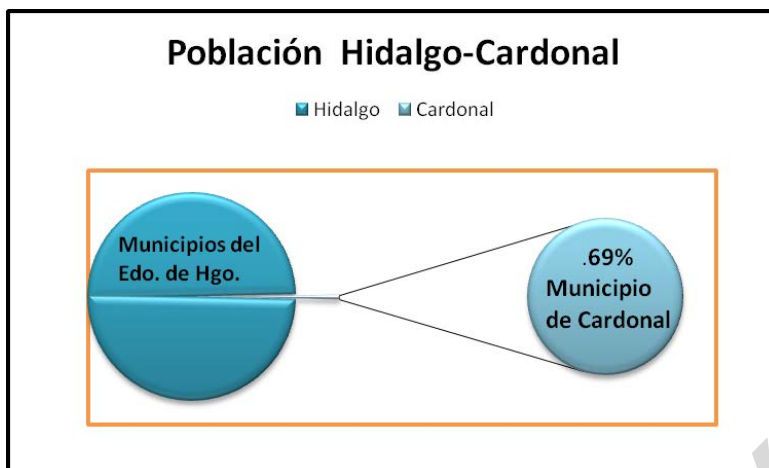 Población Hidalgo-Cardonal
Hidalgo Cardonal
Municipios del
Edo. de Hgo.
.69%
Municipio
de Cardonal